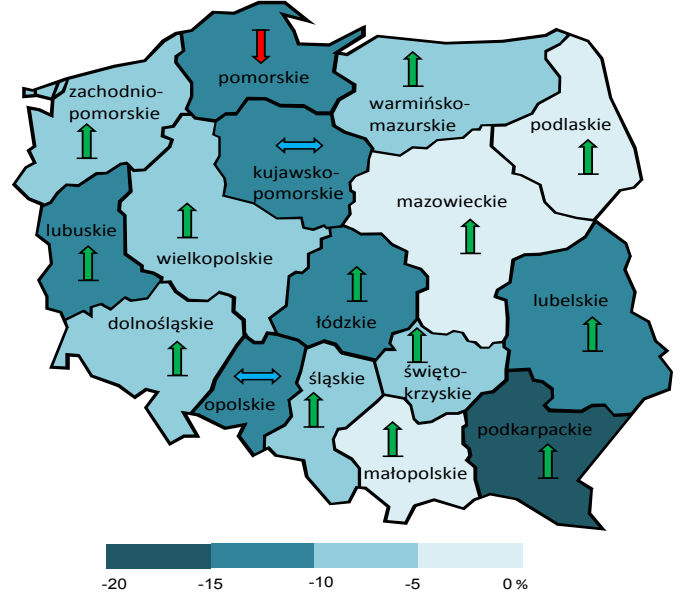 pomorskie
zachodnio-
pomorskie
warmińsko-
mazurskie
podlaskie
kujawsko-
pomorskie
mazowieckie
lubuskie
wielkopolskie
lubelskie
dolnośląskie
łódzkie
śląskie
święto-
krzyskie
opolskie
podkarpackie
małopolskie
-20 -15 -10 -5 0 %